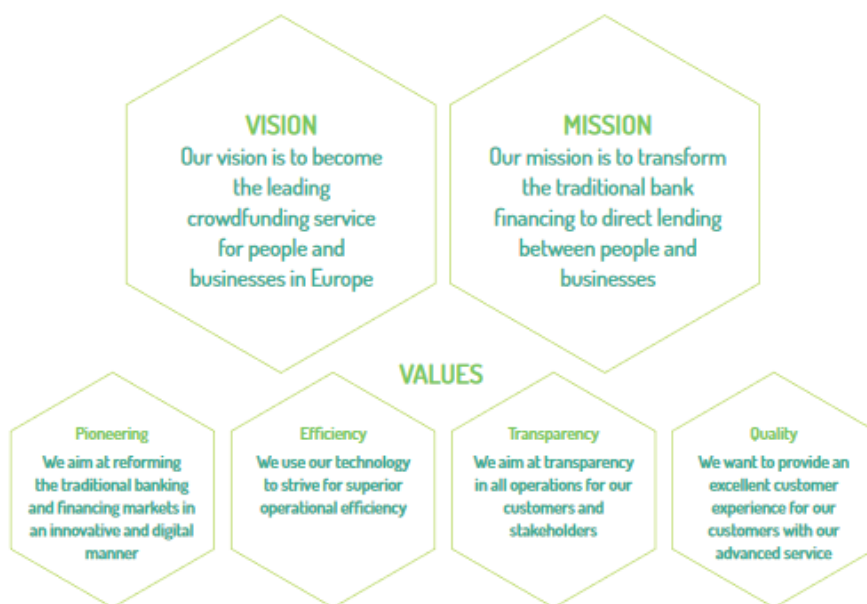 VISION
Our vision is to become
the leading
crowdfunding service
for people and
businesses in Europe
MISSION
Our mission is to transform
the traditional bank
financing to direct lending
between people and
businesses
VALUES
Pioneering
We aim at reforming
the traditional banking
and financing markets in
an innovative and digital
manner
Efficiency
We use our technology
to strive for superior
operational efficiency
Transparency
We aim at transparency
in all operations for our
customers and
stakeholders
Quality
We want to provide an
excellent customer
experience for our
customers with our
advanced service